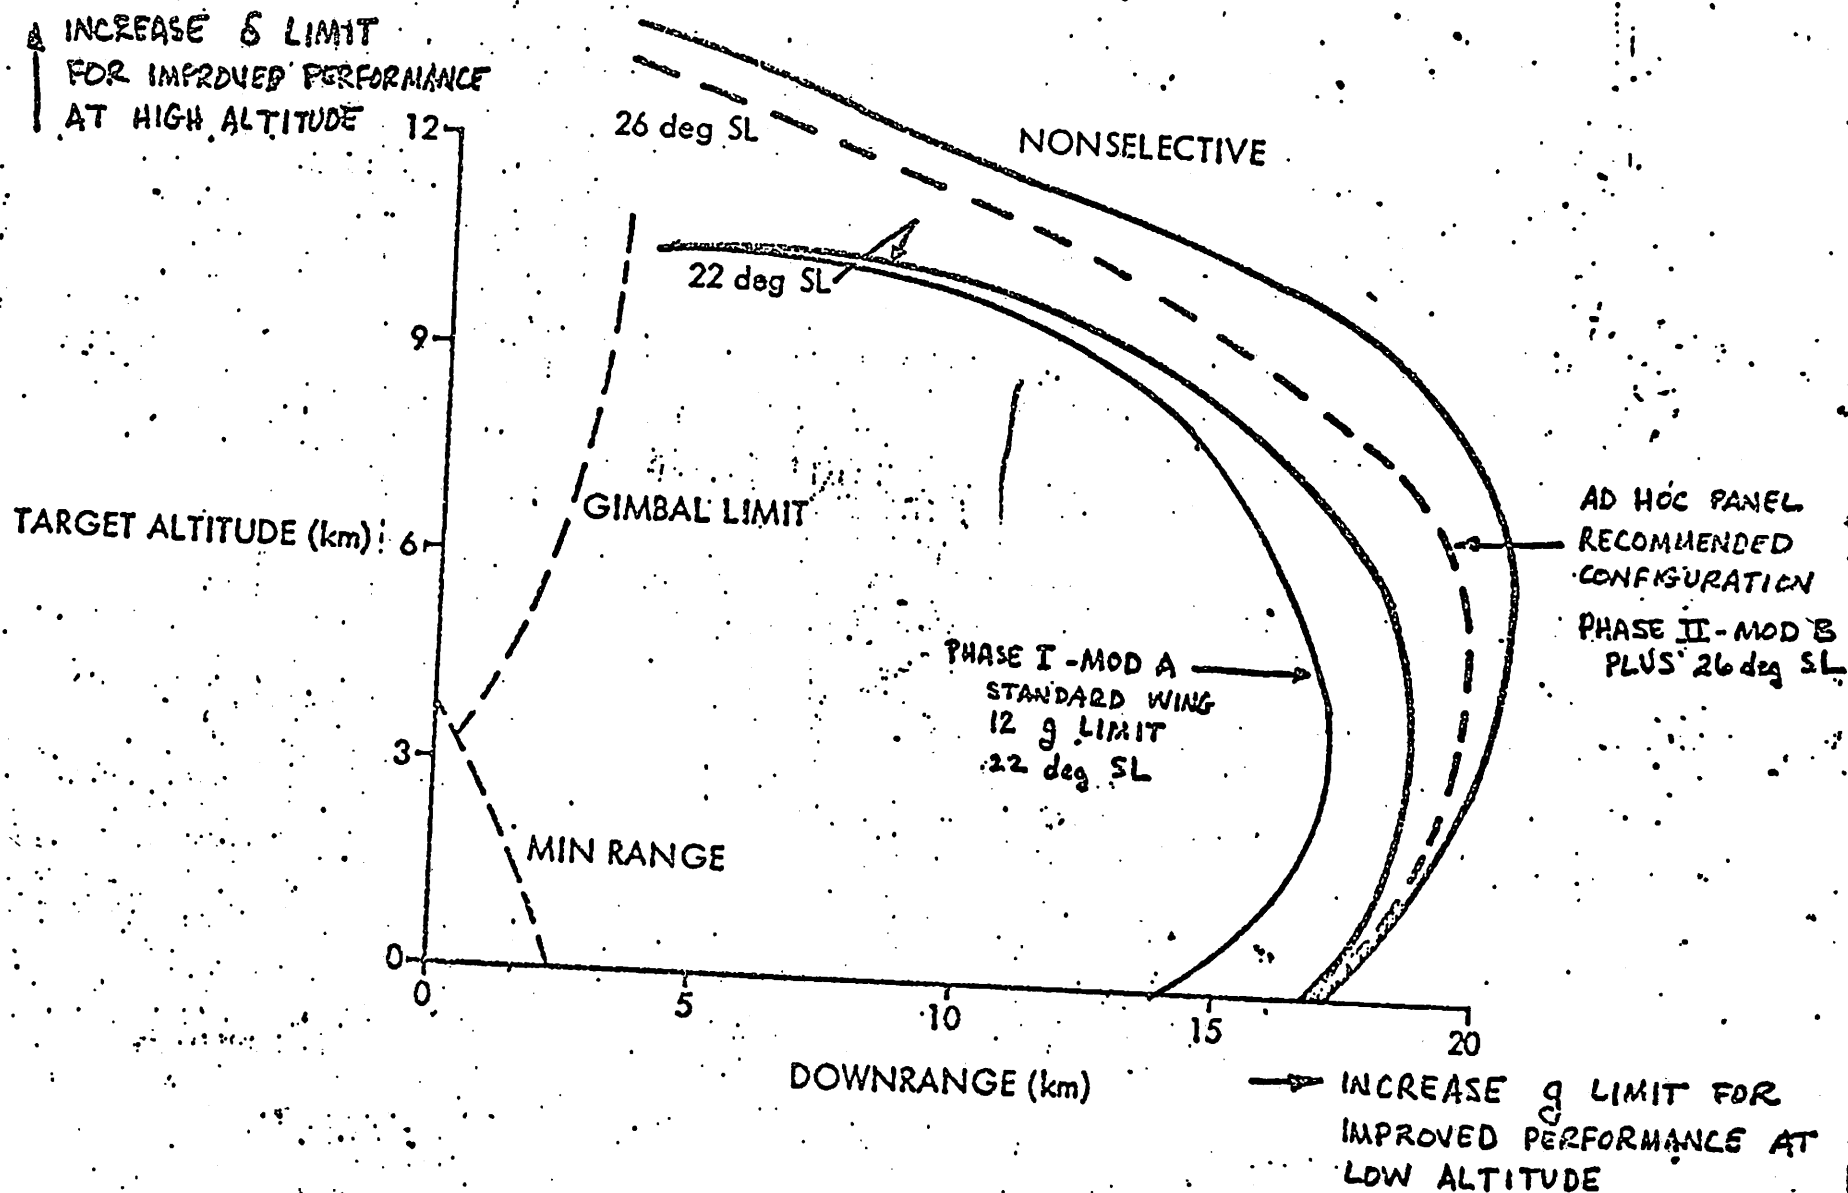 INCREASE δ LIMIT
FOR IMPROVED PERFORMANCE
AT HIGH ALTITUDE
12
26 deg SL
NONSELECTIVE
22 deg SL
9
GIMBAL LIMIT
TARGET ALTITUDE (km)
6
AD HOC PANEL
RECOMMENDED
CONFIGURATION
PHASE II - MOD B
PLUS 26 deg SL
PHASE I - MOD A
STANDARD WING
12 g LIMIT
22 deg SL
3
MIN RANGE
0
0
5
10
15
20
DOWNRANGE (km)
INCREASE g LIMIT FOR
IMPROVED PERFORMANCE AT
LOW ALTITUDE